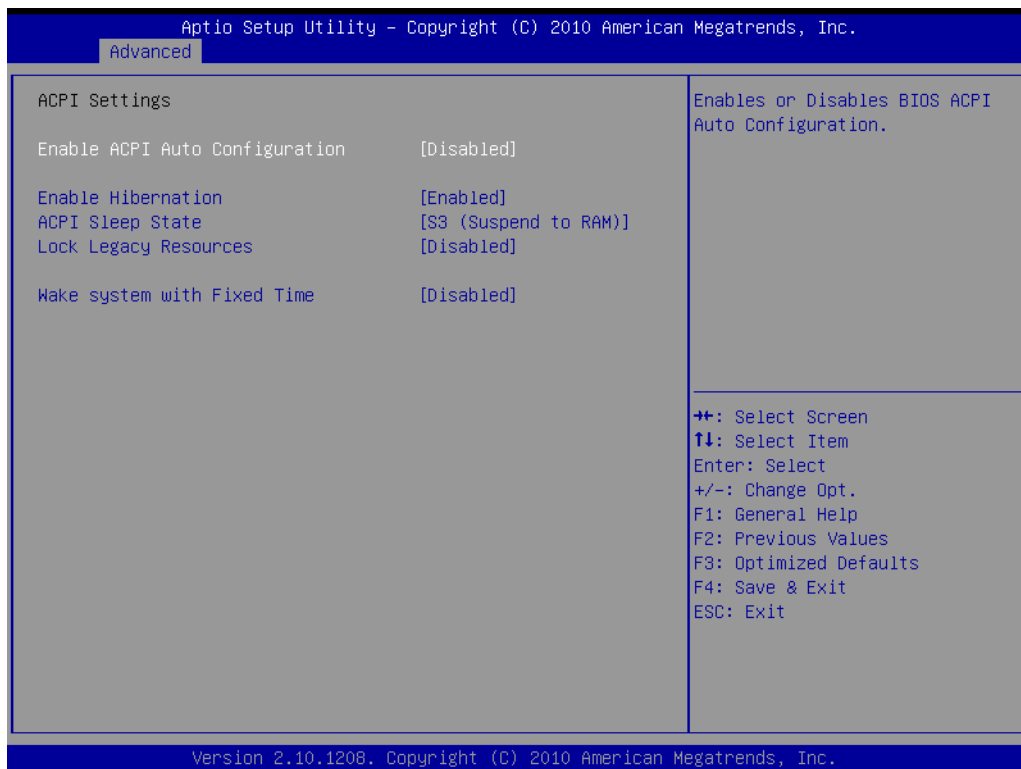 Aptio Setup Utility – Copyright (C) 2010 American Megatrends, Inc.
Advanced
ACPI Settings
Enable ACPI Auto Configuration [Disabled]
Enable Hibernation [Enabled]
ACPI Sleep State [S3 (Suspend to RAM)]
Lock Legacy Resources [Disabled]
Wake system with Fixed Time [Disabled]
Enables or Disables BIOS ACPI
Auto Configuration.
→←: Select Screen
↑↓: Select Item
Enter: Select
+/-: Change Opt.
F1: General Help
F2: Previous Values
F3: Optimized Defaults
F4: Save & Exit
ESC: Exit
Version 2.10.1208. Copyright (C) 2010 American Megatrends, Inc.